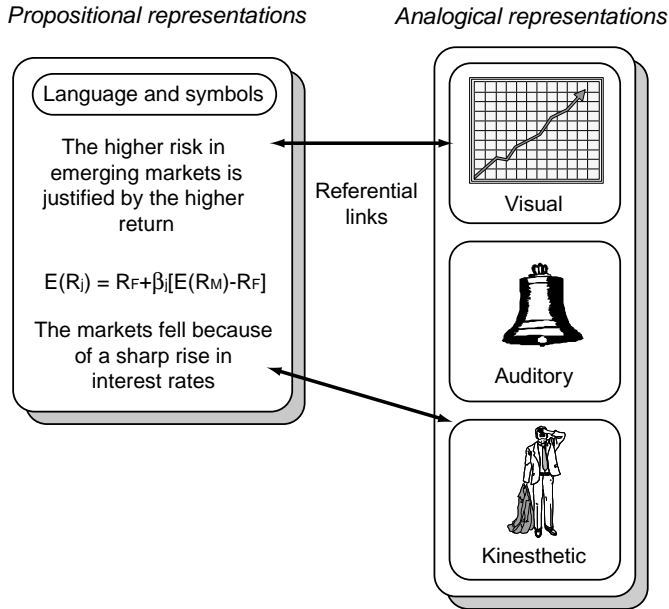 Propositional representations
Analogical representations
Language and symbols
The higher risk in
emerging markets is
justified by the higher
return
E(Rj) = RF+βj[E(RM)-RF]
The markets fell because
of a sharp rise in
interest rates
Referential
links
Visual
Auditory
Kinesthetic